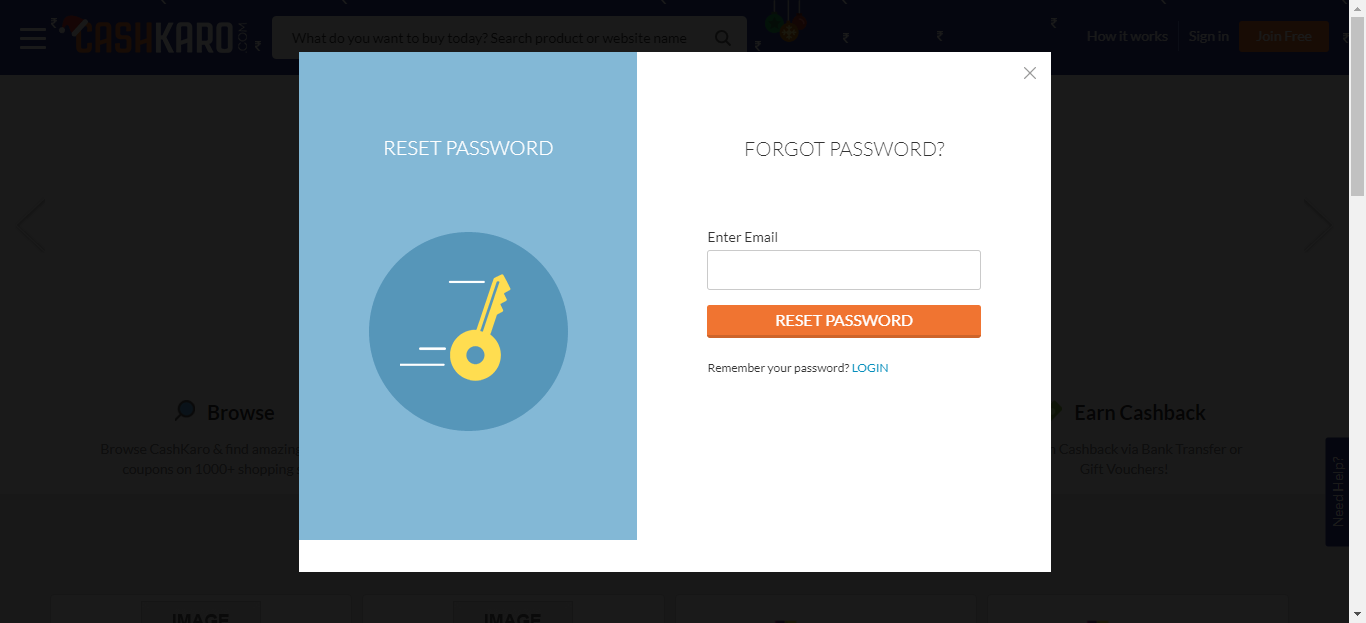 CASHKARO.COM
What do you want to buy today? Search product or website name
How it works
Sign in
Join Free
RESET PASSWORD
FORGOT PASSWORD?
Enter Email
RESET PASSWORD
Remember your password? LOGIN
Browse
Browse CashKaro & find amazing
coupons on 1000+ shopping
Earn Cashback
Cashback via Bank Transfer or
Gift Vouchers!
Need Help?
IMAGE
IMAGE